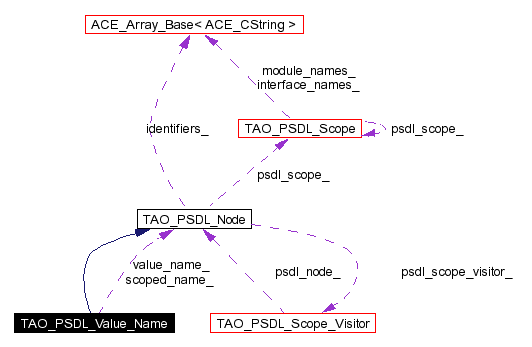 ACE_Array_Base< ACE_CString >
module_names_
interface_names_
identifiers_
TAO_PSDL_Scope
psdl_scope_
psdl_scope_
TAO_PSDL_Node
value_name_
scoped_name_
psdl_node_
psdl_scope_visitor_
TAO_PSDL_Value_Name
TAO_PSDL_Scope_Visitor